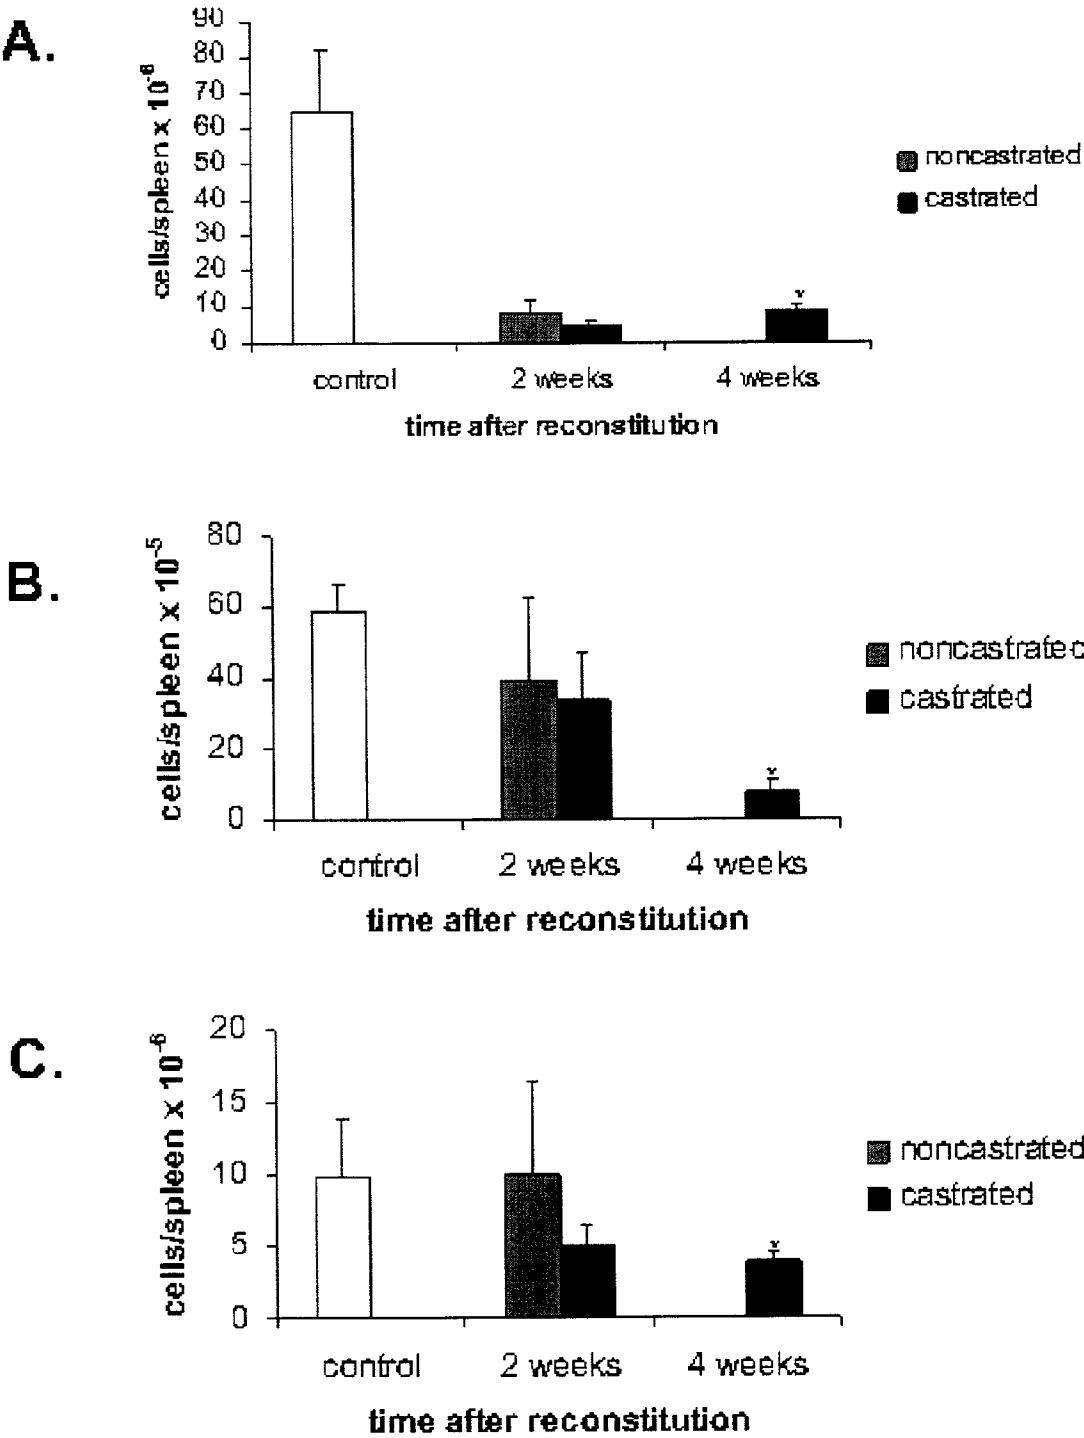 A.
cells/spleen x 10-6
90
80
70
60
50
40
30
20
10
0
*
noncastrated
castrated
control 2 weeks 4 weeks
time after reconstitution
B.
cells/spleen x 10-5
80
60
40
20
0
*
noncastratec
castrated
control 2 weeks 4 weeks
time after reconstitution
C.
cells/spleen x 10-6
20
15
10
5
0
*
noncastrated
castrated
control 2 weeks 4 weeks
time after reconstitution